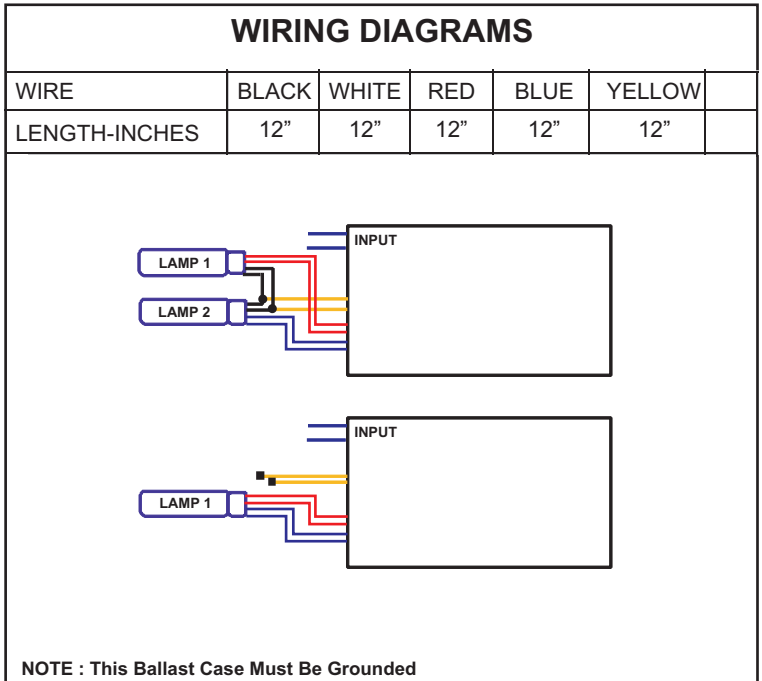 WIRING DIAGRAMS
WIRE BLACK WHITE RED BLUE YELLOW
LENGTH-INCHES 12” 12” 12” 12” 12”
INPUT
LAMP 1
LAMP 2
INPUT
LAMP 1
NOTE : This Ballast Case Must Be Grounded